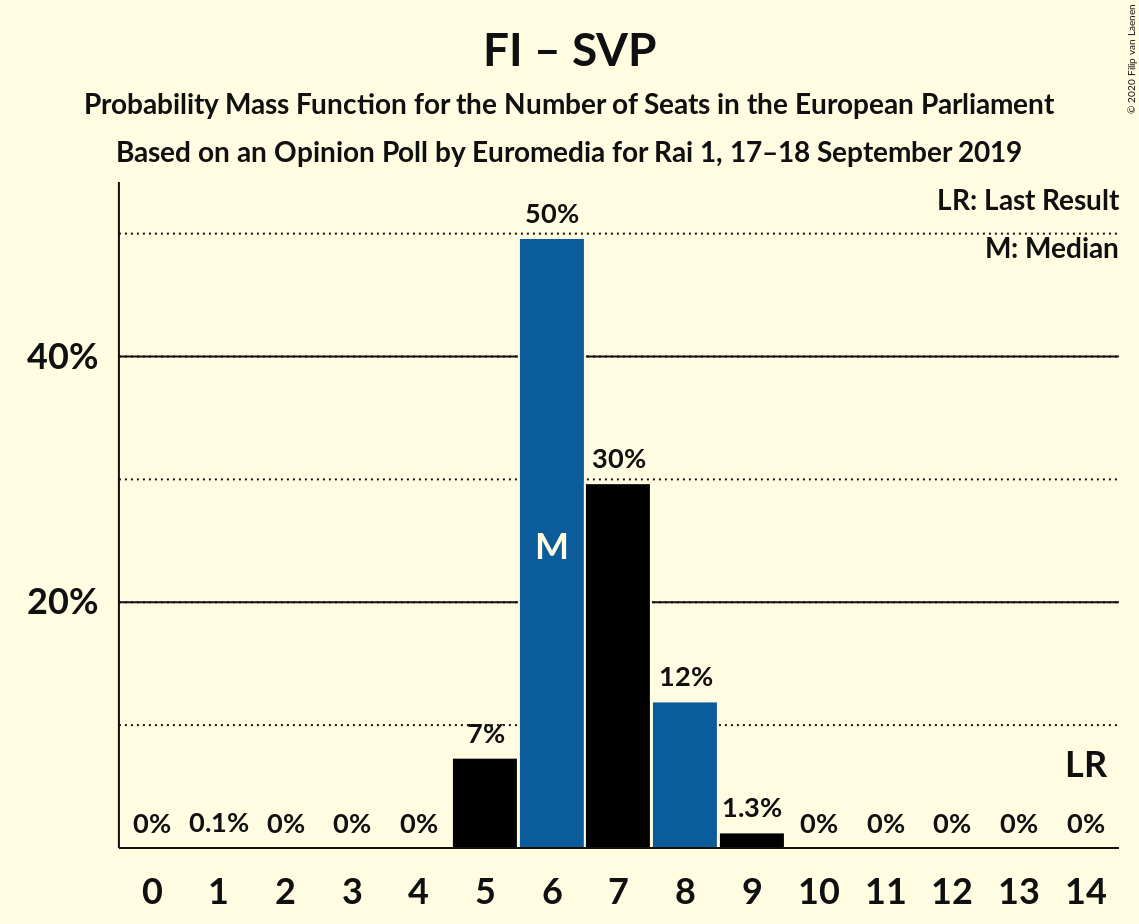 FI – SVP
Probability Mass Function for the Number of Seats in the European Parliament
Based on an Opinion Poll by Euromedia for Rai 1, 17–18 September 2019
© 2020 Filip van Laenen
LR: Last Result
M: Median
50%
40%
30%
M
20%
12%
7%
LR
1.3%
0% 0.1% 0% 0% 0% 0% 0% 0% 0% 0%
0 1 2 3 4 5 6 7 8 9 10 11 12 13 14